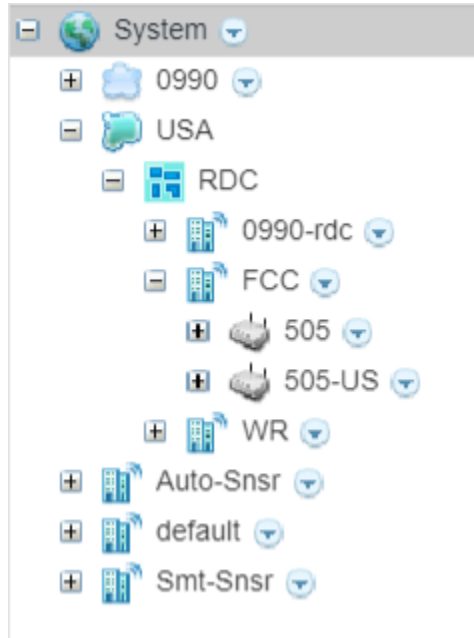 System
0990
USA
RDC
0990-rdc
FCC
505
505-US
WR
Auto-Snsr
default
Smt-Snsr